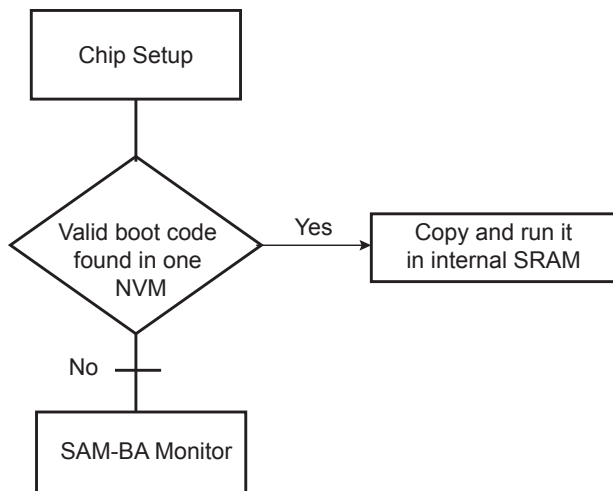 Chip Setup
Valid boot code
found in one
NVM
Yes
Copy and run it
in internal SRAM
No
SAM-BA Monitor